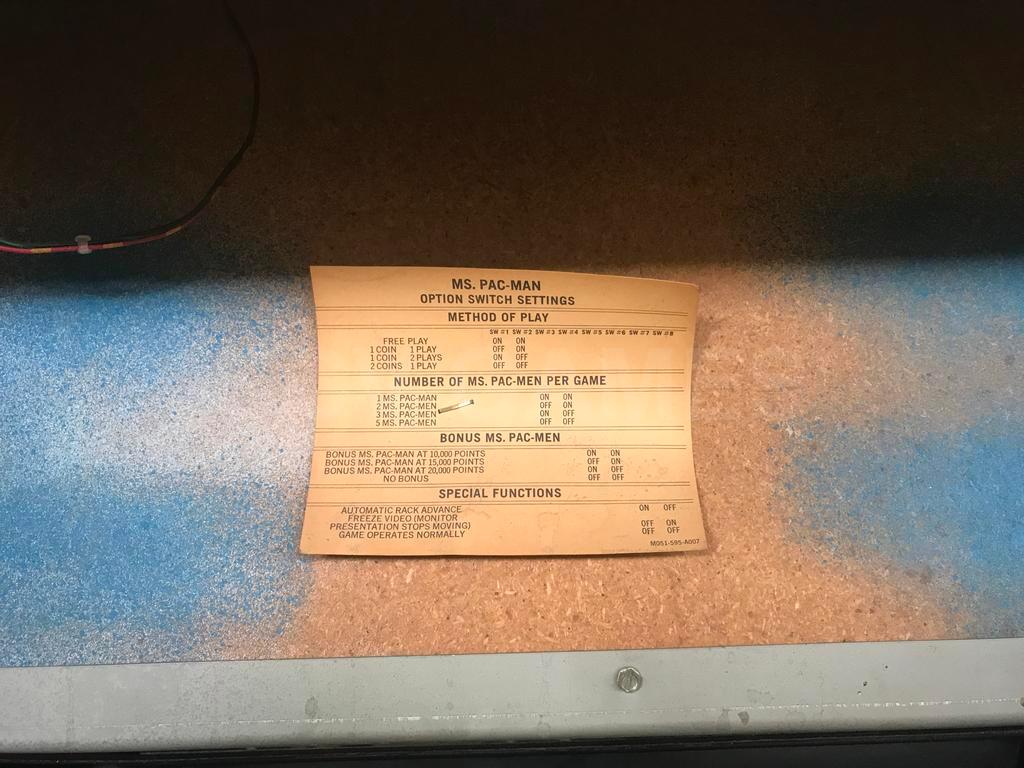 MS. PAC-MAN
OPTION SWITCH SETTINGS
METHOD OF PLAY
SW #1 SW #2 SW #3 SW #4 SW #5 SW #6 SW #7 SW #8
FREE PLAY ON ON
1 COIN 1 PLAY OFF ON
1 COIN 2 PLAYS ON OFF
2 COINS 1 PLAY OFF OFF
NUMBER OF MS. PAC-MEN PER GAME
1 MS. PAC-MAN ON ON
2 MS. PAC-MEN OFF ON
3 MS. PAC-MEN ON OFF
5 MS. PAC-MEN OFF OFF
BONUS MS. PAC-MEN
BONUS MS. PAC-MAN AT 10,000 POINTS ON ON
BONUS MS. PAC-MAN AT 15,000 POINTS OFF ON
BONUS MS. PAC-MAN AT 20,000 POINTS ON OFF
NO BONUS OFF OFF
SPECIAL FUNCTIONS
AUTOMATIC RACK ADVANCE ON OFF
FREEZE VIDEO (MONITOR
PRESENTATION STOPS MOVING) OFF ON
GAME OPERATES NORMALLY OFF OFF
M051-595-A007